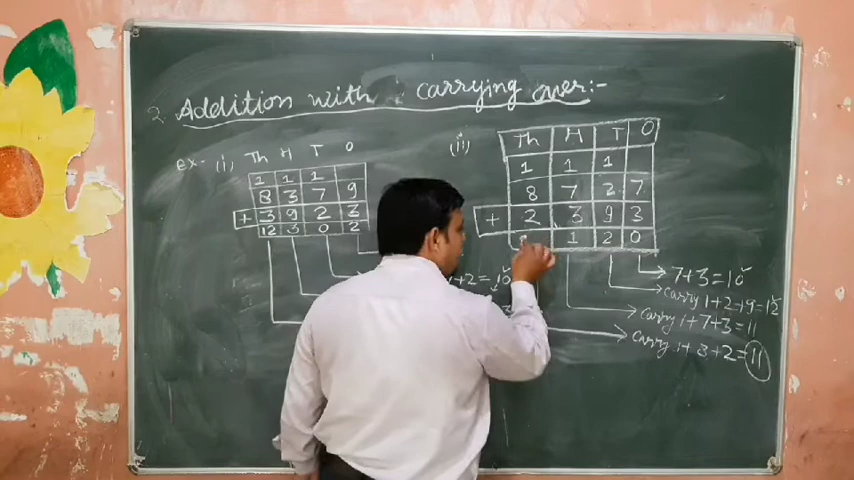 2 Addition with carrying over:-
ex- (i) Th H T O
1 1 1
8 3 7 9
+ 3 9 2 3
12 3 0 2
(ii) Th H T O
1 1 1
8 7 2 7
+ 2 3 9 3
1 2 0
7+3=10
carry 1+2+9=12
carry 1+7+3=11
carry 1+8+2=11